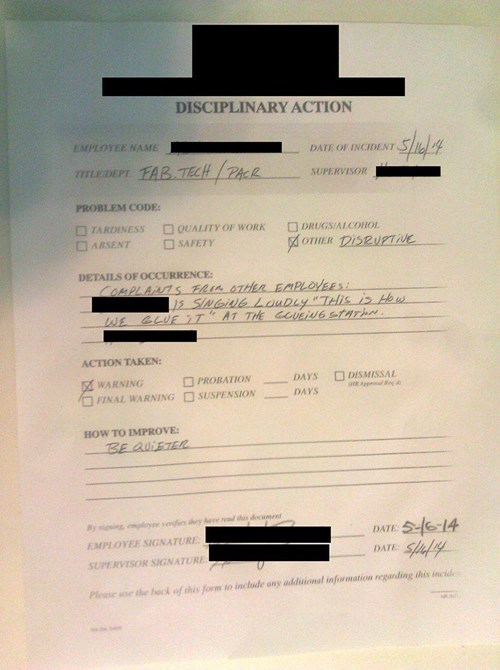 DISCIPLINARY ACTION
EMPLOYEE NAME DATE OF INCIDENT 5/16/14
TITLE/DEPT. FAB. TECH / PACR SUPERVISOR
PROBLEM CODE:
TARDINESS QUALITY OF WORK DRUGS/ALCOHOL
ABSENT SAFETY OTHER DISRUPTIVE
DETAILS OF OCCURRENCE:
COMPLAINTS FROM OTHER EMPLOYEES:
IS SINGING LOUDLY "THIS IS HOW
WE GLUE IT" AT THE GLUEING STATION.
ACTION TAKEN:
WARNING PROBATION DAYS DISMISSAL
(HR Approval Req'd)
FINAL WARNING SUSPENSION DAYS
HOW TO IMPROVE:
BE QUIETER
By signing, employee verifies they have read this document
EMPLOYEE SIGNATURE: DATE: 5-16-14
SUPERVISOR SIGNATURE: DATE: 5/16/14
Please use the back of this form to include any additional information regarding this incide